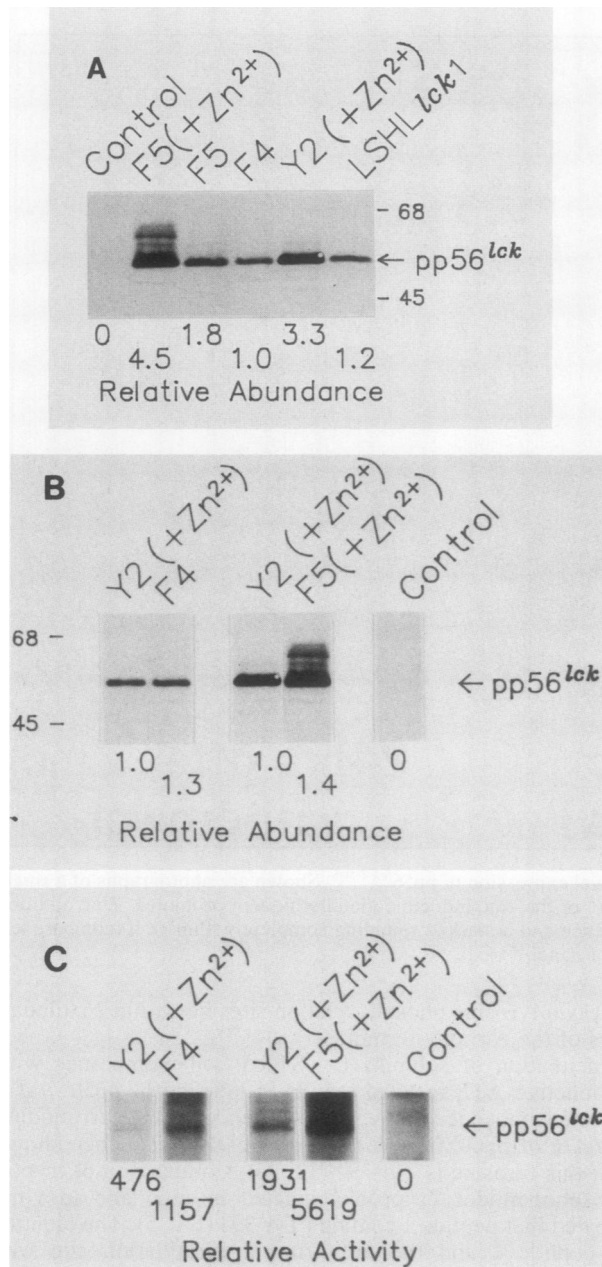 A
Control
F5(+Zn²⁺)
F5
F4
Y2(+Zn²⁺)
LSHLlck1
68
← pp56lck
45
0 1.8 3.3
4.5 1.0 1.2
Relative Abundance
B
Y2(+Zn²⁺)
F4
Y2(+Zn²⁺)
F5(+Zn²⁺)
Control
68
← pp56lck
45
1.0 1.0 0
1.3 1.4
Relative Abundance
C
Y2(+Zn²⁺)
F4
Y2(+Zn²⁺)
F5(+Zn²⁺)
Control
← pp56lck
476 1931 0
1157 5619
Relative Activity